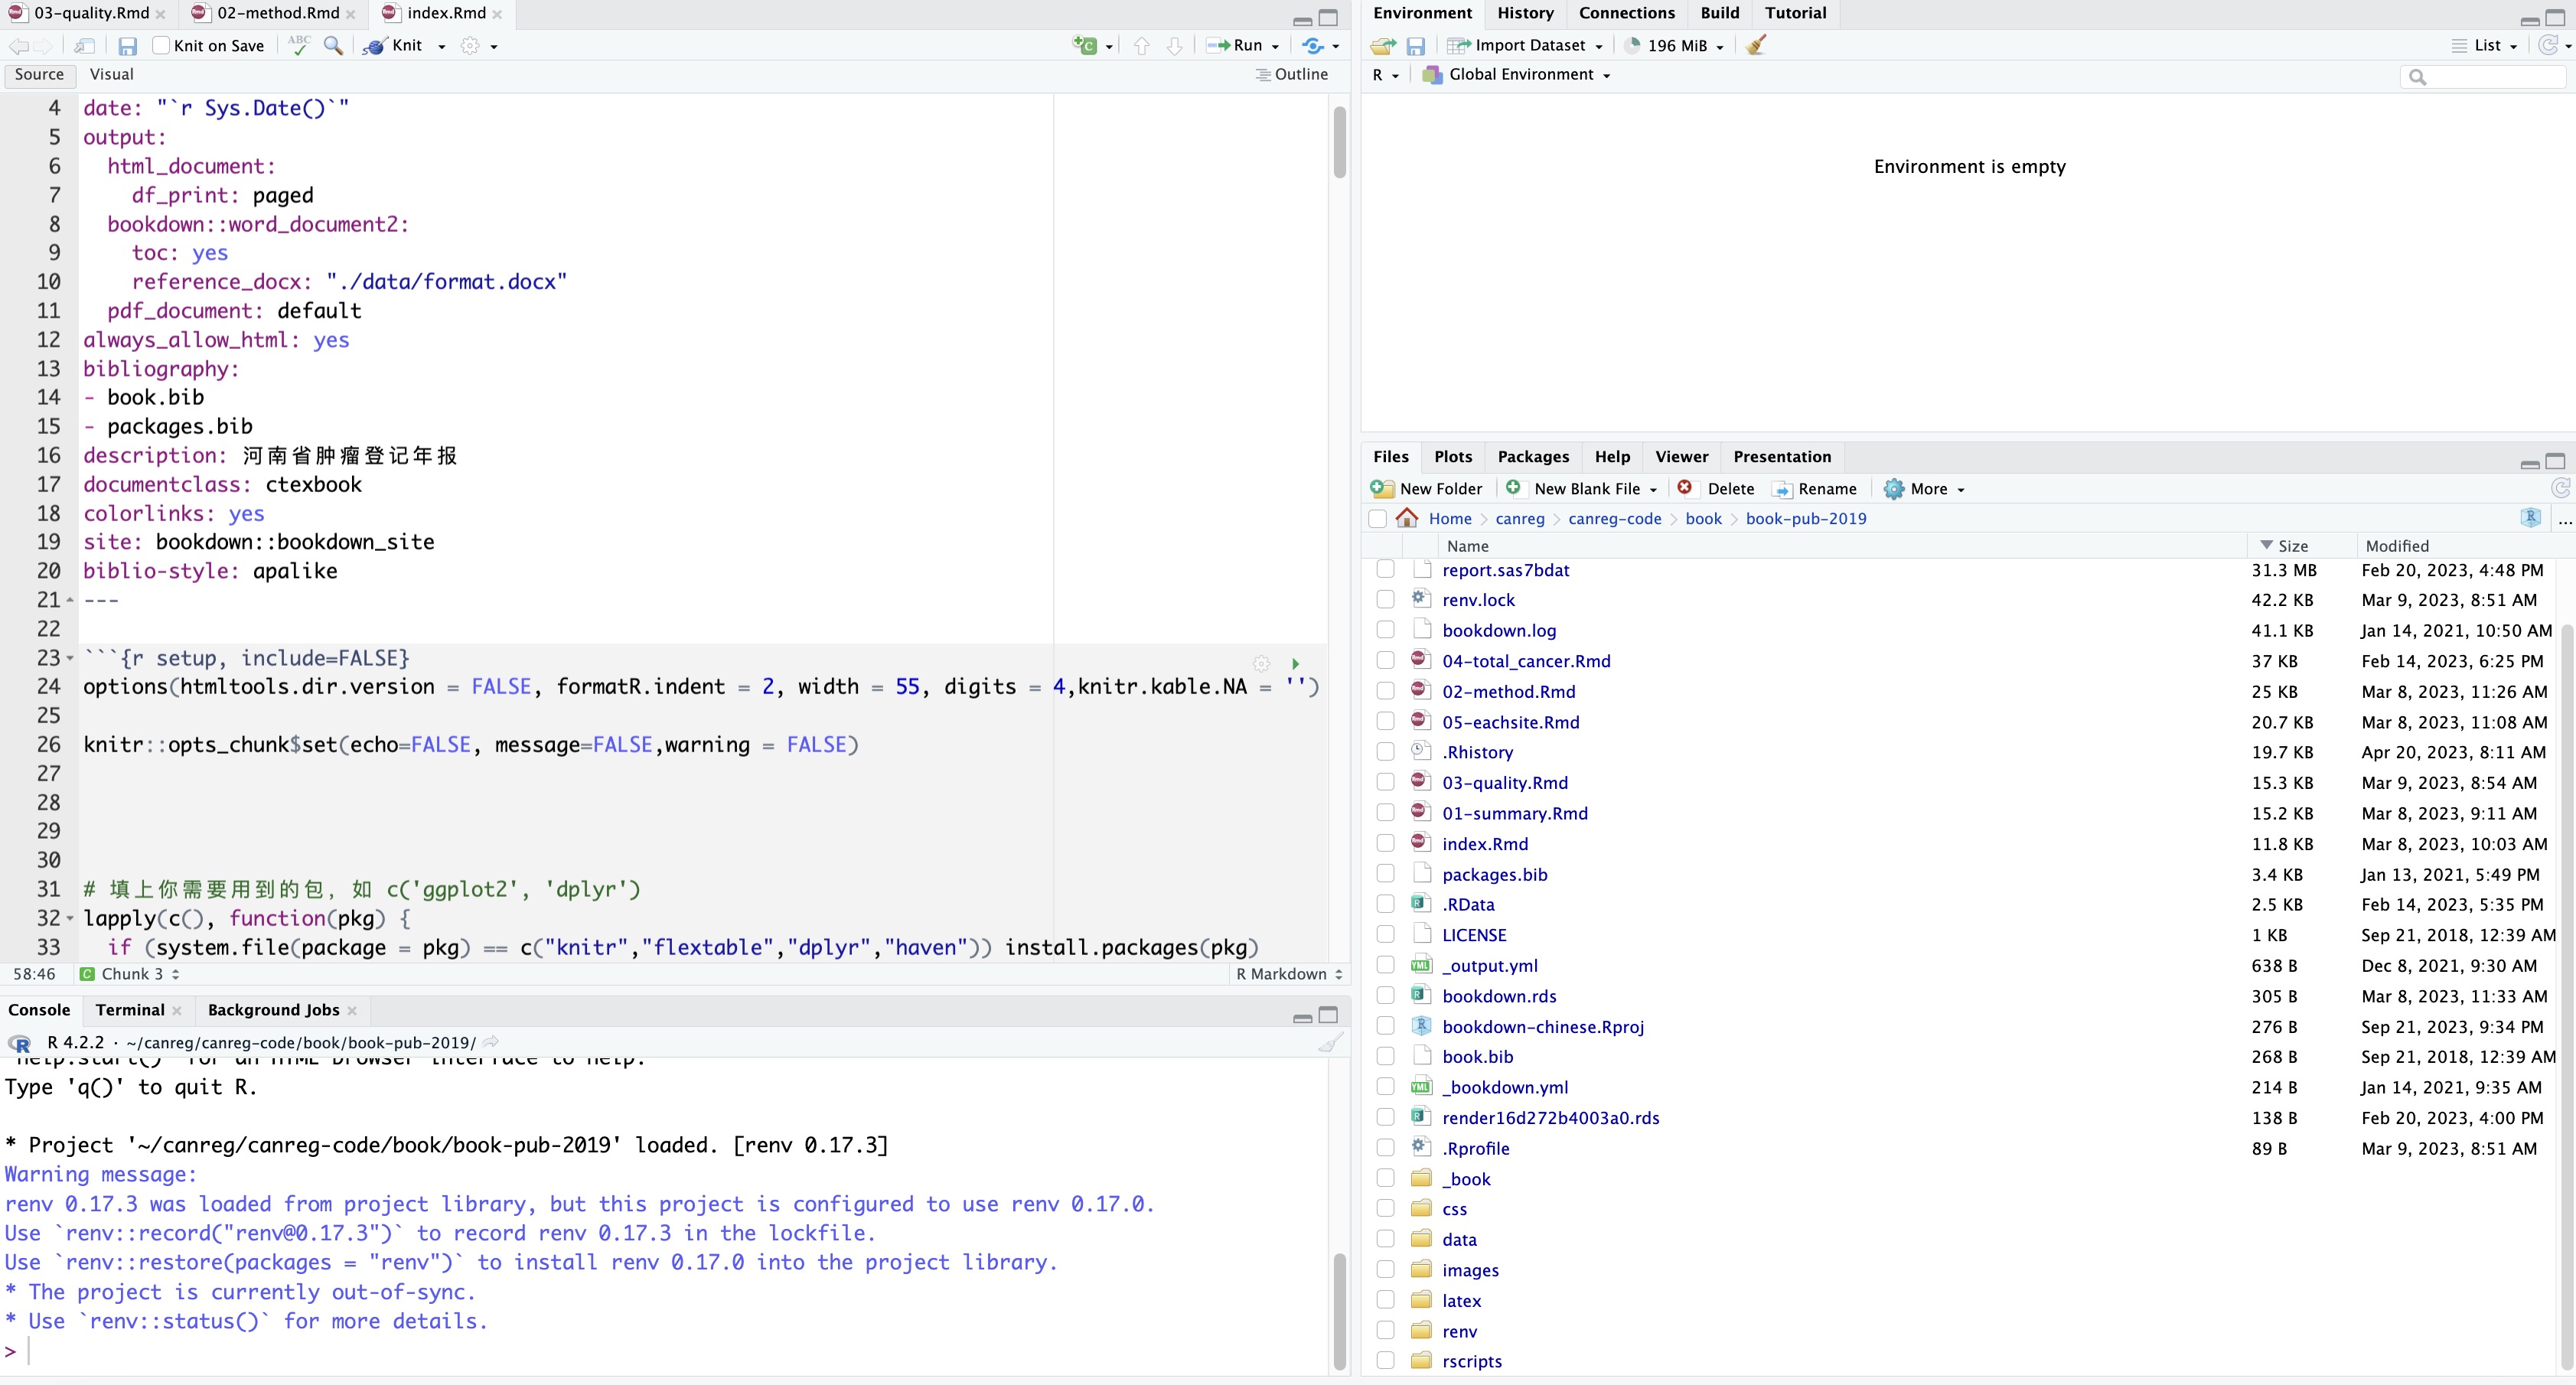 03-quality.Rmd 02-method.Rmd index.Rmd
Knit on Save ABC Knit Run
Source Visual Outline
4 date: "`r Sys.Date()`"
5 output:
6 html_document:
7 df_print: paged
8 bookdown::word_document2:
9 toc: yes
10 reference_docx: "./data/format.docx"
11 pdf_document: default
12 always_allow_html: yes
13 bibliography:
14 - book.bib
15 - packages.bib
16 description: 河南省肿瘤登记年报
17 documentclass: ctexbook
18 colorlinks: yes
19 site: bookdown::bookdown_site
20 biblio-style: apalike
21 ---
22
23 ```{r setup, include=FALSE}
24 options(htmltools.dir.version = FALSE, formatR.indent = 2, width = 55, digits = 4,knitr.kable.NA = '')
25
26 knitr::opts_chunk$set(echo=FALSE, message=FALSE,warning = FALSE)
27
28
29
30
31 # 填上你需要用到的包, 如 c('ggplot2', 'dplyr')
32 lapply(c(), function(pkg) {
33 if (system.file(package = pkg) == c("knitr","flextable","dplyr","haven")) install.packages(pkg)
58:46 C Chunk 3 R Markdown
Console Terminal Background Jobs
R 4.2.2 · ~/canreg/canreg-code/book/book-pub-2019/
'help.start()' for an HTML browser interface to help.
Type 'q()' to quit R.
* Project '~/canreg/canreg-code/book/book-pub-2019' loaded. [renv 0.17.3]
Warning message:
renv 0.17.3 was loaded from project library, but this project is configured to use renv 0.17.0.
Use `renv::record("renv@0.17.3")` to record renv 0.17.3 in the lockfile.
Use `renv::restore(packages = "renv")` to install renv 0.17.0 into the project library.
* The project is currently out-of-sync.
* Use `renv::status()` for more details.
>
Environment History Connections Build Tutorial
Import Dataset 196 MiB List
R Global Environment
Environment is empty
Files Plots Packages Help Viewer Presentation
New Folder New Blank File Delete Rename More
Home canreg canreg-code book book-pub-2019 ...
Name Size Modified
report.sas7bdat 31.3 MB Feb 20, 2023, 4:48 PM
renv.lock 42.2 KB Mar 9, 2023, 8:51 AM
bookdown.log 41.1 KB Jan 14, 2021, 10:50 AM
04-total_cancer.Rmd 37 KB Feb 14, 2023, 6:25 PM
02-method.Rmd 25 KB Mar 8, 2023, 11:26 AM
05-eachsite.Rmd 20.7 KB Mar 8, 2023, 11:08 AM
.Rhistory 19.7 KB Apr 20, 2023, 8:11 AM
03-quality.Rmd 15.3 KB Mar 9, 2023, 8:54 AM
01-summary.Rmd 15.2 KB Mar 8, 2023, 9:11 AM
index.Rmd 11.8 KB Mar 8, 2023, 10:03 AM
packages.bib 3.4 KB Jan 13, 2021, 5:49 PM
.RData 2.5 KB Feb 14, 2023, 5:35 PM
LICENSE 1 KB Sep 21, 2018, 12:39 AM
_output.yml 638 B Dec 8, 2021, 9:30 AM
bookdown.rds 305 B Mar 8, 2023, 11:33 AM
bookdown-chinese.Rproj 276 B Sep 21, 2023, 9:34 PM
book.bib 268 B Sep 21, 2018, 12:39 AM
_bookdown.yml 214 B Jan 14, 2021, 9:35 AM
render16d272b4003a0.rds 138 B Feb 20, 2023, 4:00 PM
.Rprofile 89 B Mar 9, 2023, 8:51 AM
_book
css
data
images
latex
renv
rscripts